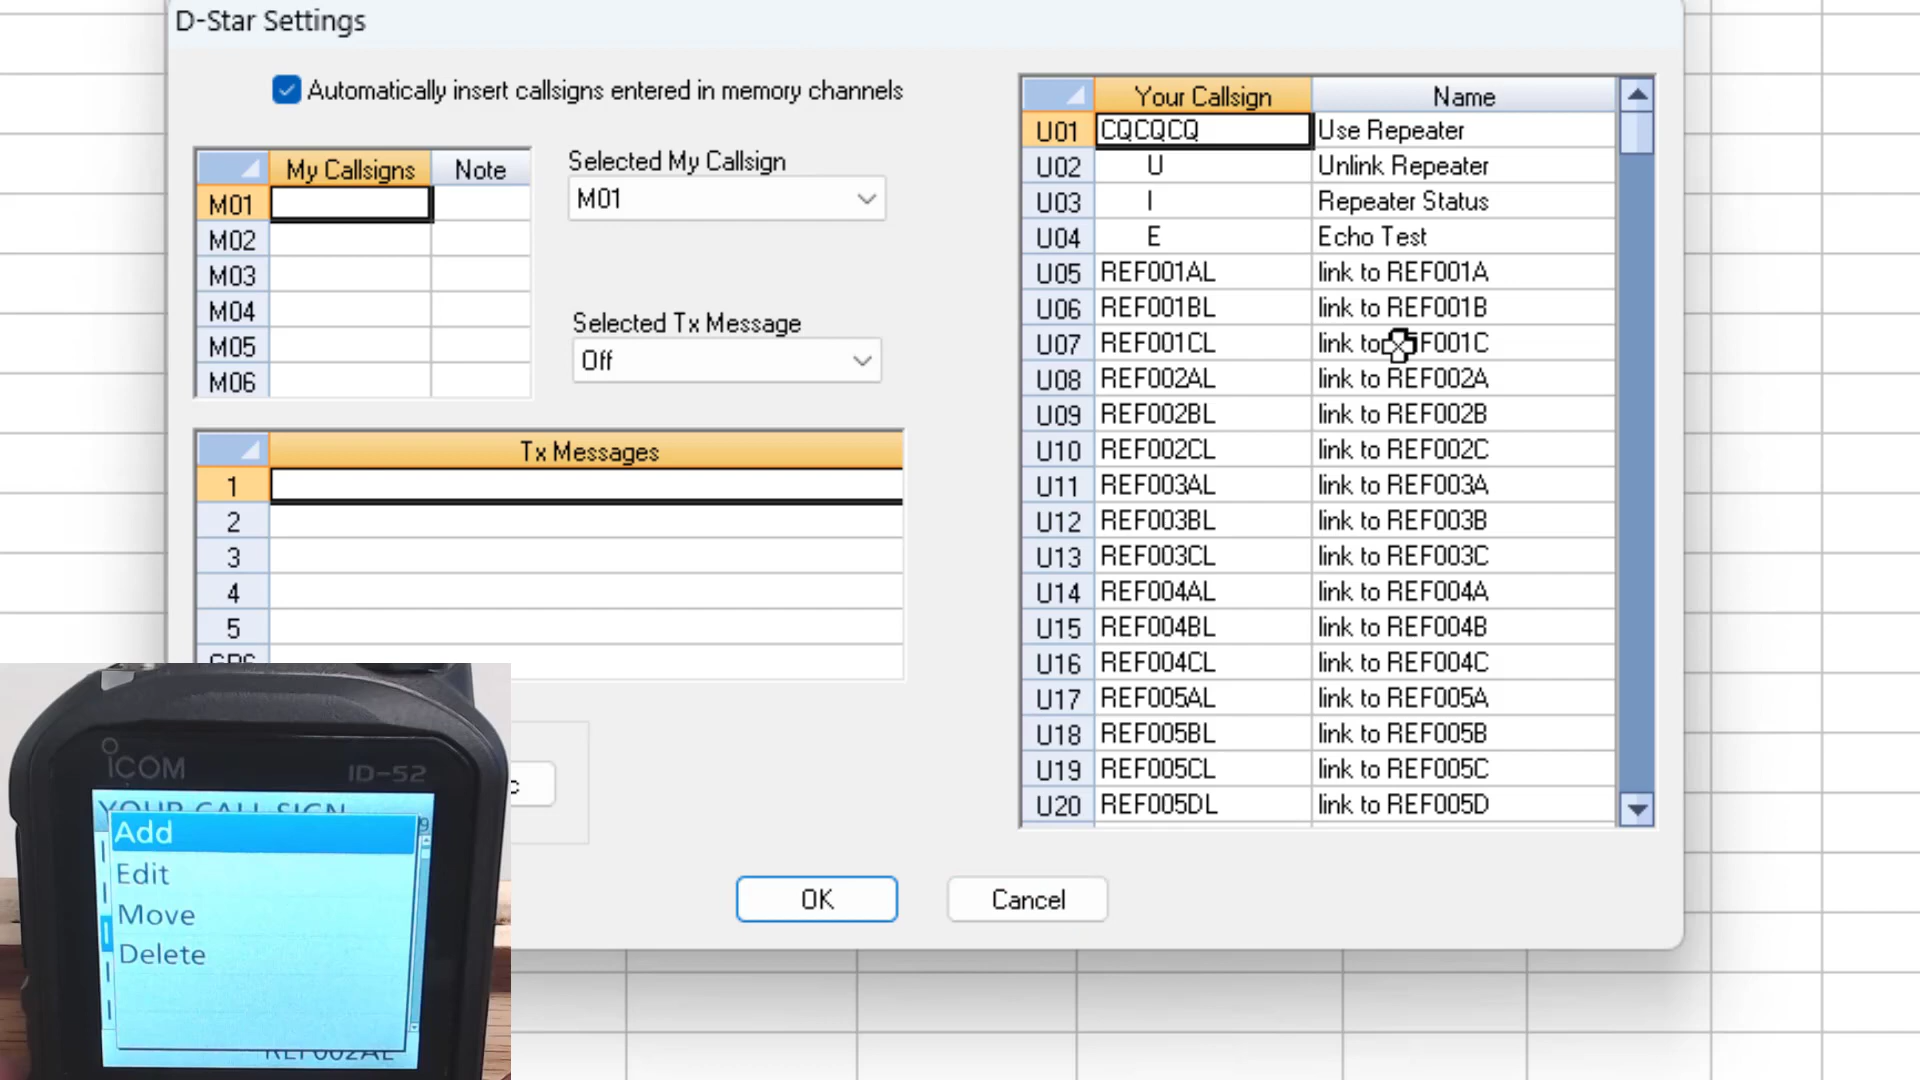 D-Star Settings
Automatically insert callsigns entered in memory channels
My Callsigns Note
M01
M02
M03
M04
M05
M06
Selected My Callsign
M01
Selected Tx Message
Off
Tx Messages
1
2
3
4
5
Your Callsign Name
U01 CQCQCQ Use Repeater
U02 U Unlink Repeater
U03 I Repeater Status
U04 E Echo Test
U05 REF001AL link to REF001A
U06 REF001BL link to REF001B
U07 REF001CL link to REF001C
U08 REF002AL link to REF002A
U09 REF002BL link to REF002B
U10 REF002CL link to REF002C
U11 REF003AL link to REF003A
U12 REF003BL link to REF003B
U13 REF003CL link to REF003C
U14 REF004AL link to REF004A
U15 REF004BL link to REF004B
U16 REF004CL link to REF004C
U17 REF005AL link to REF005A
U18 REF005BL link to REF005B
U19 REF005CL link to REF005C
U20 REF005DL link to REF005D
OK Cancel
ICOM ID-52
YOUR CALL SIGN
Add
Edit
Move
Delete
REF002AL